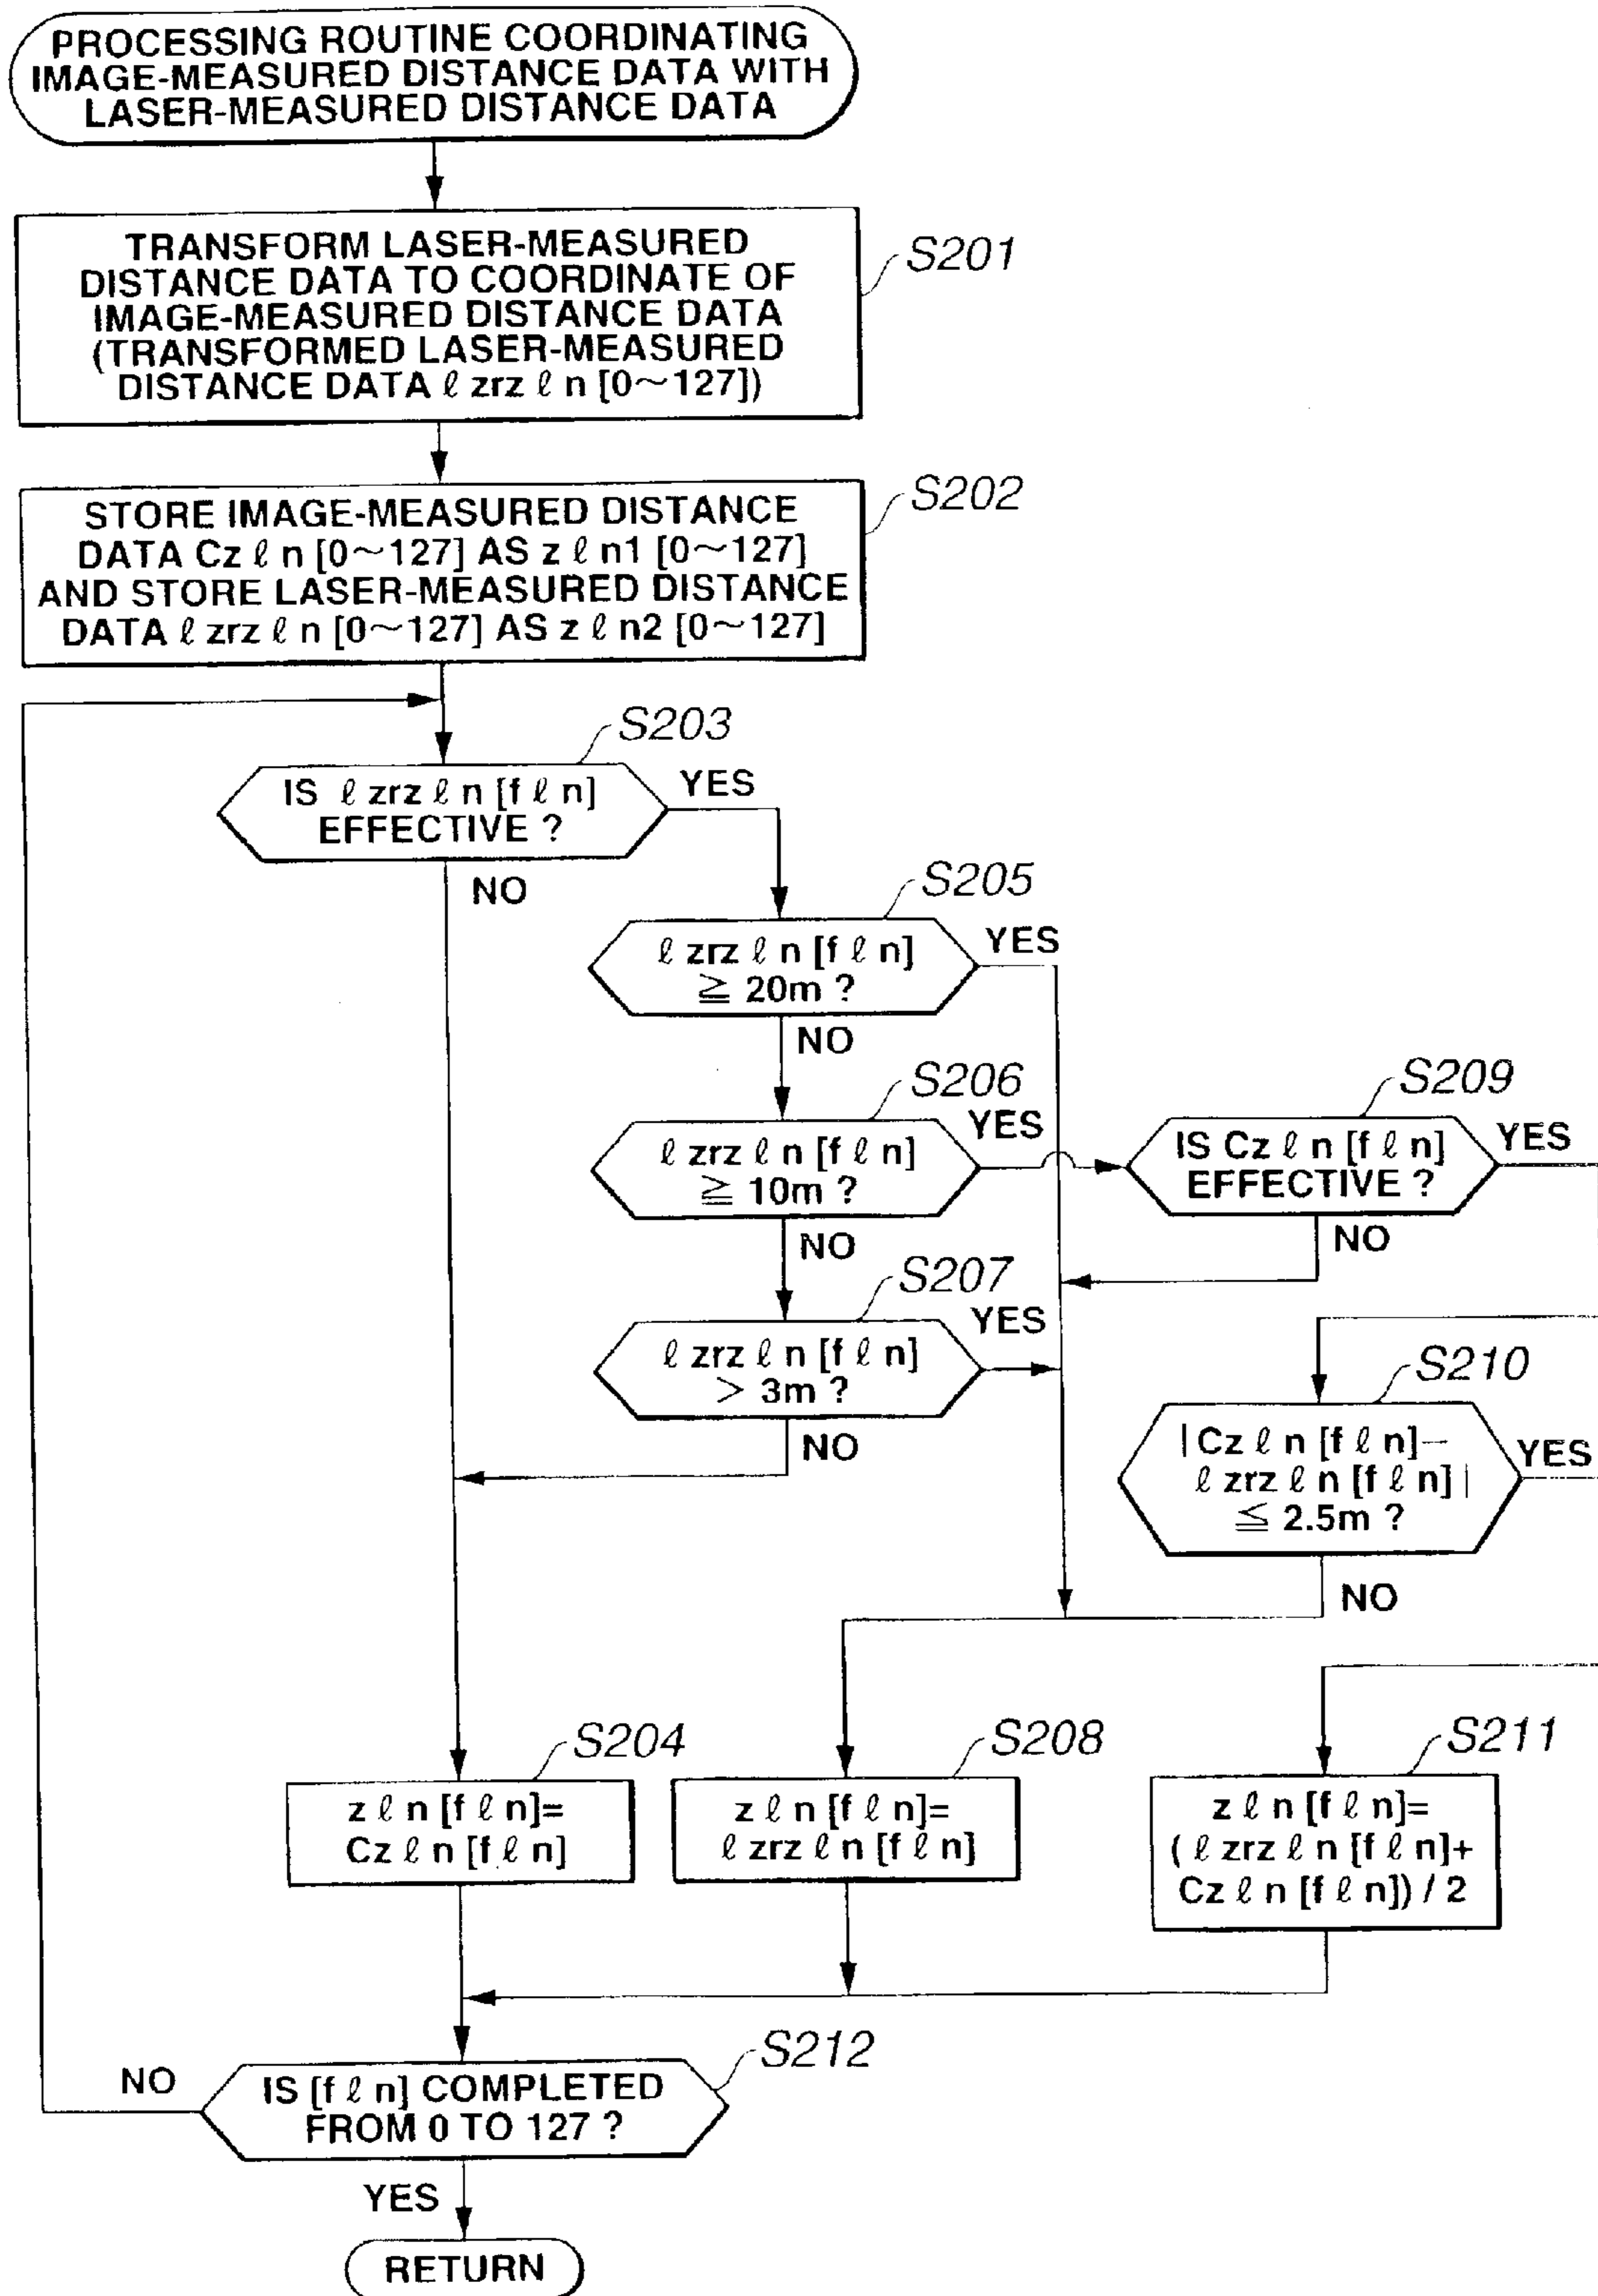 PROCESSING ROUTINE COORDINATING
IMAGE-MEASURED DISTANCE DATA WITH
LASER-MEASURED DISTANCE DATA
TRANSFORM LASER-MEASURED
DISTANCE DATA TO COORDINATE OF
IMAGE-MEASURED DISTANCE DATA
(TRANSFORMED LASER-MEASURED
DISTANCE DATA ℓ zrz ℓ n [0~127])
S201
STORE IMAGE-MEASURED DISTANCE
DATA Cz ℓ n [0~127] AS z ℓ n1 [0~127]
AND STORE LASER-MEASURED DISTANCE
DATA ℓ zrz ℓ n [0~127] AS z ℓ n2 [0~127]
S202
S203
IS ℓ zrz ℓ n [f ℓ n]
EFFECTIVE ?
YES
NO
S205
ℓ zrz ℓ n [f ℓ n]
≧ 20m ?
YES
NO
S206
ℓ zrz ℓ n [f ℓ n]
≧ 10m ?
YES
NO
S209
IS Cz ℓ n [f ℓ n]
EFFECTIVE ?
YES
NO
S207
ℓ zrz ℓ n [f ℓ n]
> 3m ?
YES
NO
S210
| Cz ℓ n [f ℓ n]–
ℓ zrz ℓ n [f ℓ n] |
≦ 2.5m ?
YES
NO
S204
z ℓ n [f ℓ n]=
Cz ℓ n [f ℓ n]
S208
z ℓ n [f ℓ n]=
ℓ zrz ℓ n [f ℓ n]
S211
z ℓ n [f ℓ n]=
( ℓ zrz ℓ n [f ℓ n]+
Cz ℓ n [f ℓ n]) / 2
S212
IS [f ℓ n] COMPLETED
FROM 0 TO 127 ?
NO
YES
RETURN